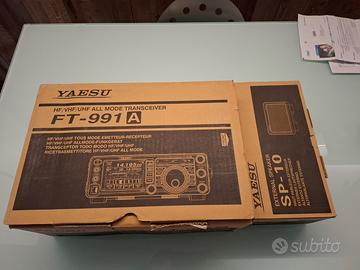 YAESU
HF/VHF/UHF ALL MODE TRANSCEIVER
FT-991A
HF/VHF/UHF TOUS MODE EMETTEUR-RECEPTEUR
HF/VHF/UHF ALLMODE-FUNKGERÄT
TRANSCEPTOR TODO MODO HF/VHF/UHF
RICETRASMETTITORE HF/VHF/UHF ALL MODE
14.195
YAESU
SP-10
EXTERNAL SPEAKER
subito